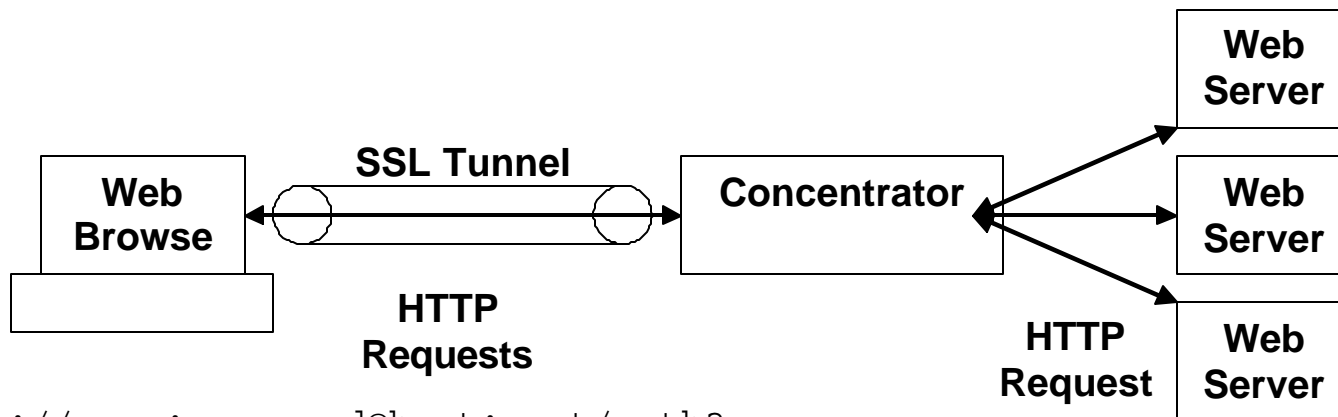 Web
Server
SSL Tunnel
Web
Browse
Concentrator
Web
Server
HTTP
Requests
HTTP
Request
Web
Server